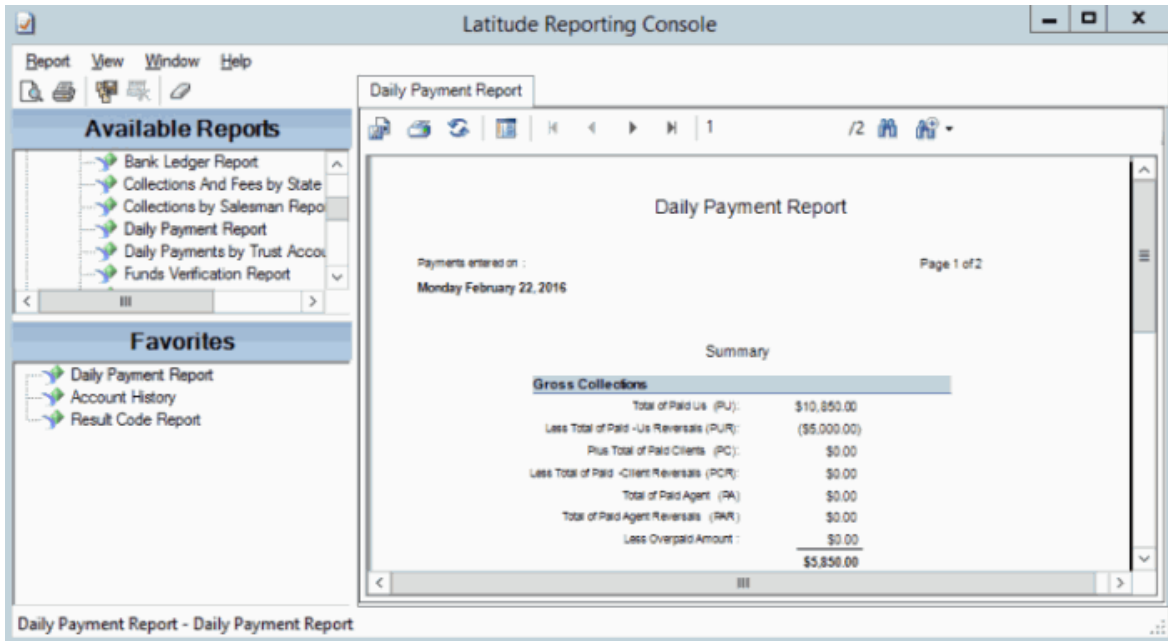 Latitude Reporting Console
Report View Window Help
Daily Payment Report
Available Reports
Bank Ledger Report
Collections And Fees by State
Collections by Salesman Repo
Daily Payment Report
Daily Payments by Trust Accou
Funds Verification Report
Favorites
Daily Payment Report
Account History
Result Code Report
1 /2
Daily Payment Report
Payments entered on :
Page 1 of 2
Monday February 22, 2016
Summary
Gross Collections
Total of Paid Us (PU): $10,850.00
Less Total of Paid -Us Reversals (PUR): ($5,000.00)
Plus Total of Paid Clients (PC): $0.00
Less Total of Paid -Client Reversals (PCR): $0.00
Total of Paid Agent (PA) $0.00
Total of Paid Agent Reversals (PAR) $0.00
Less Overpaid Amount : $0.00
$5,850.00
Daily Payment Report - Daily Payment Report